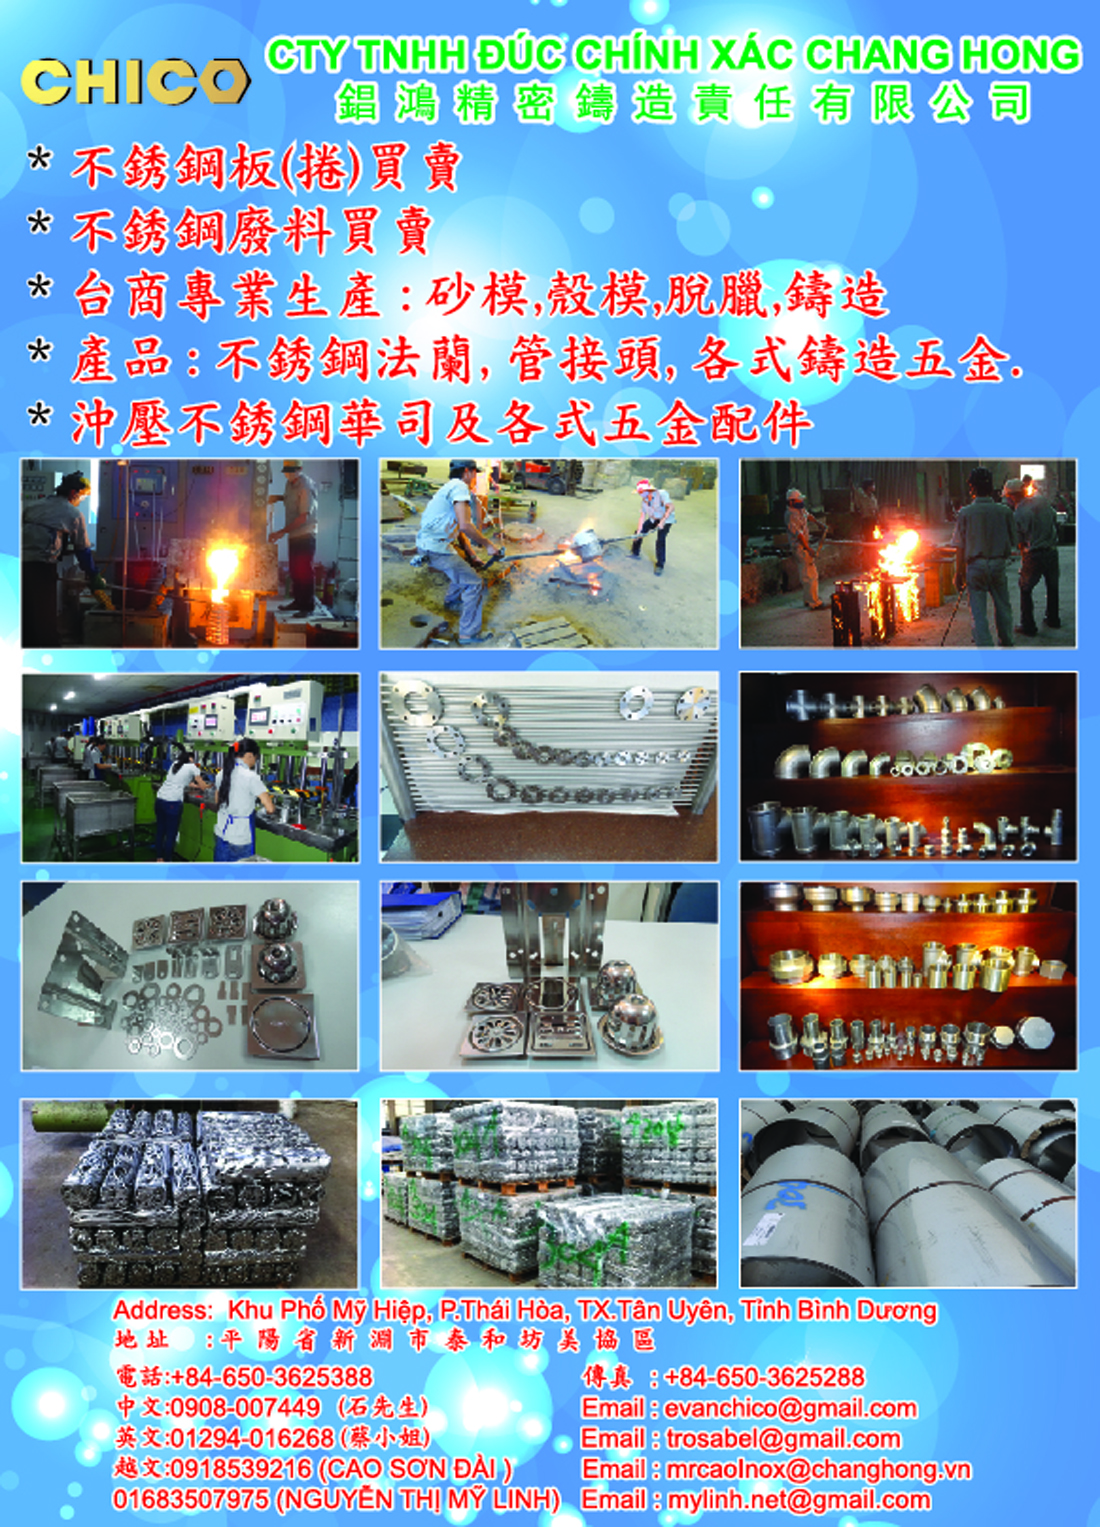 CHICO
CTY TNHH ĐÚC CHÍNH XÁC CHANG HONG
錩鴻精密鑄造責任有限公司
* 不銹鋼板(捲)買賣
* 不銹鋼廢料買賣
* 台商專業生產:砂模,殼模,脫臘,鑄造
* 產品:不銹鋼法蘭, 管接頭, 各式鑄造五金.
* 沖壓不銹鋼華司及各式五金配件
Address: Khu Phố Mỹ Hiệp, P.Thái Hòa, TX.Tân Uyên, Tỉnh Bình Dương
地址 :平陽省新淵市泰和坊美協區
電話:+84-650-3625388 傳真 : +84-650-3625288
中文:0908-007449 (石先生) Email : evanchico@gmail.com
英文:01294-016268 (蔡小姐) Email : trosabel@gmail.com
越文:0918539216 (CAO SƠN ĐÀI ) Email : mrcaoInox@changhong.vn
01683507975 (NGUYỄN THỊ MỸ LINH) Email : mylinh.net@gmail.com